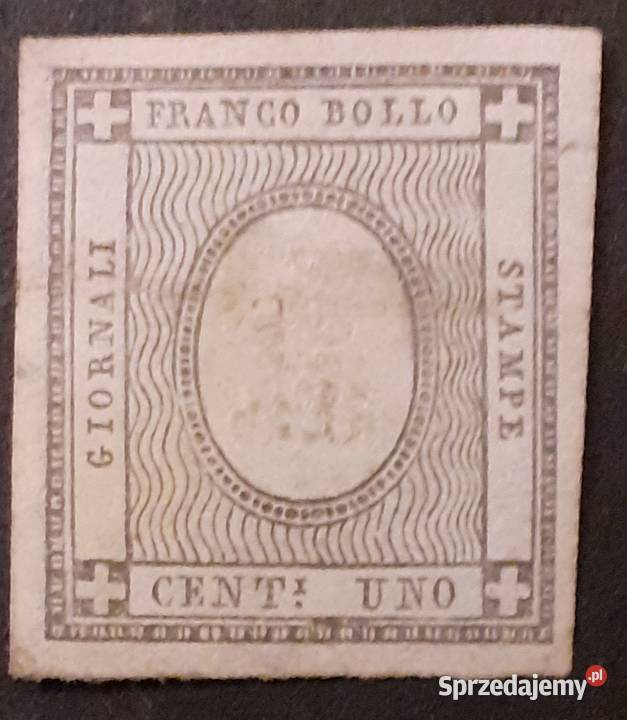 FRANCO BOLLO
GIORNALI
STAMPE
CENT.I UNO
Sprzedajemy.pl